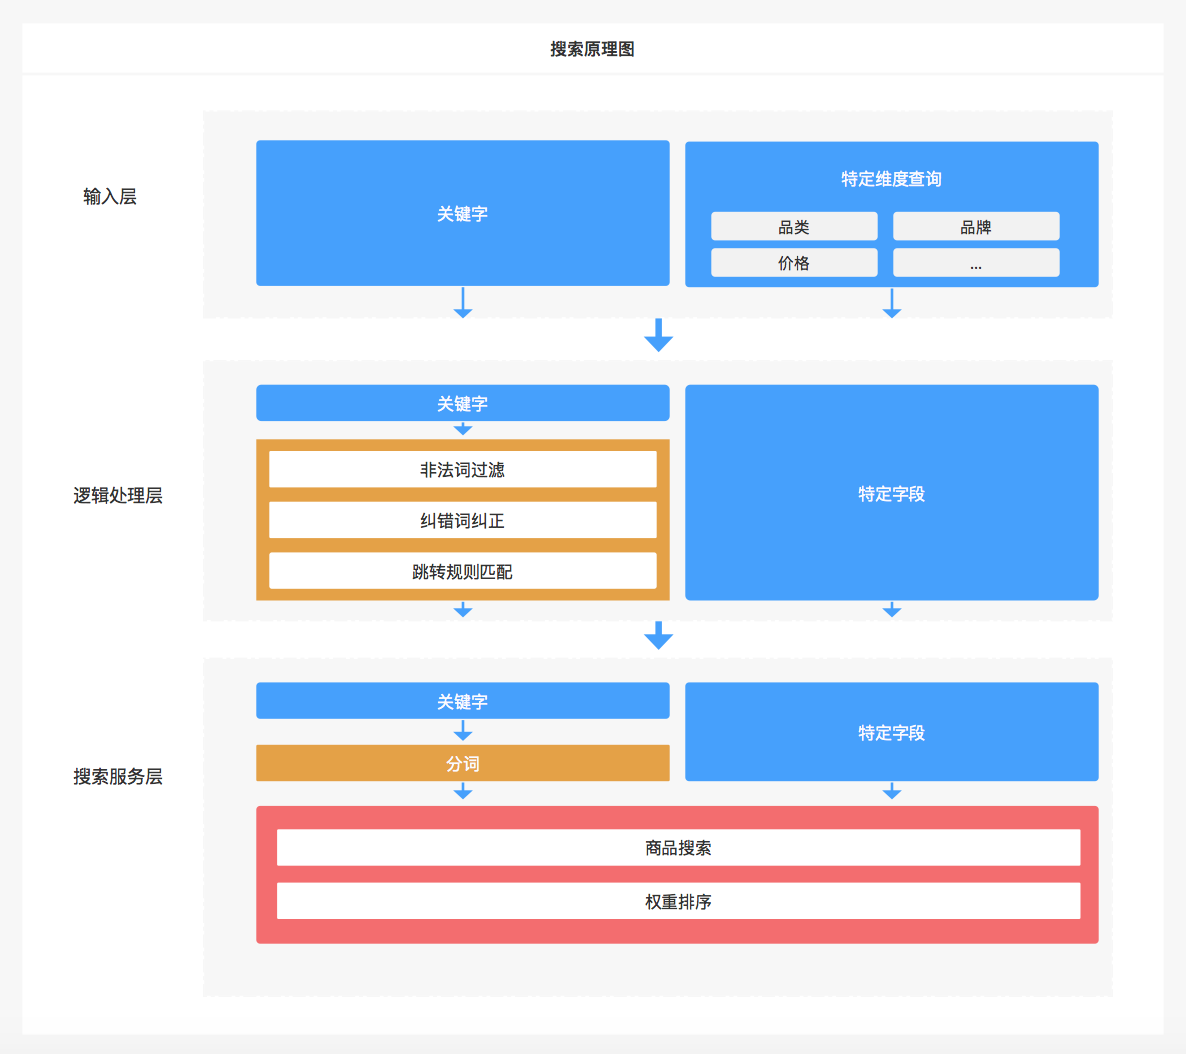 搜索原理图
输入层
关键字
特定维度查询
品类
品牌
价格
...
逻辑处理层
关键字
非法词过滤
纠错词纠正
跳转规则匹配
特定字段
搜索服务层
关键字
分词
特定字段
商品搜索
权重排序